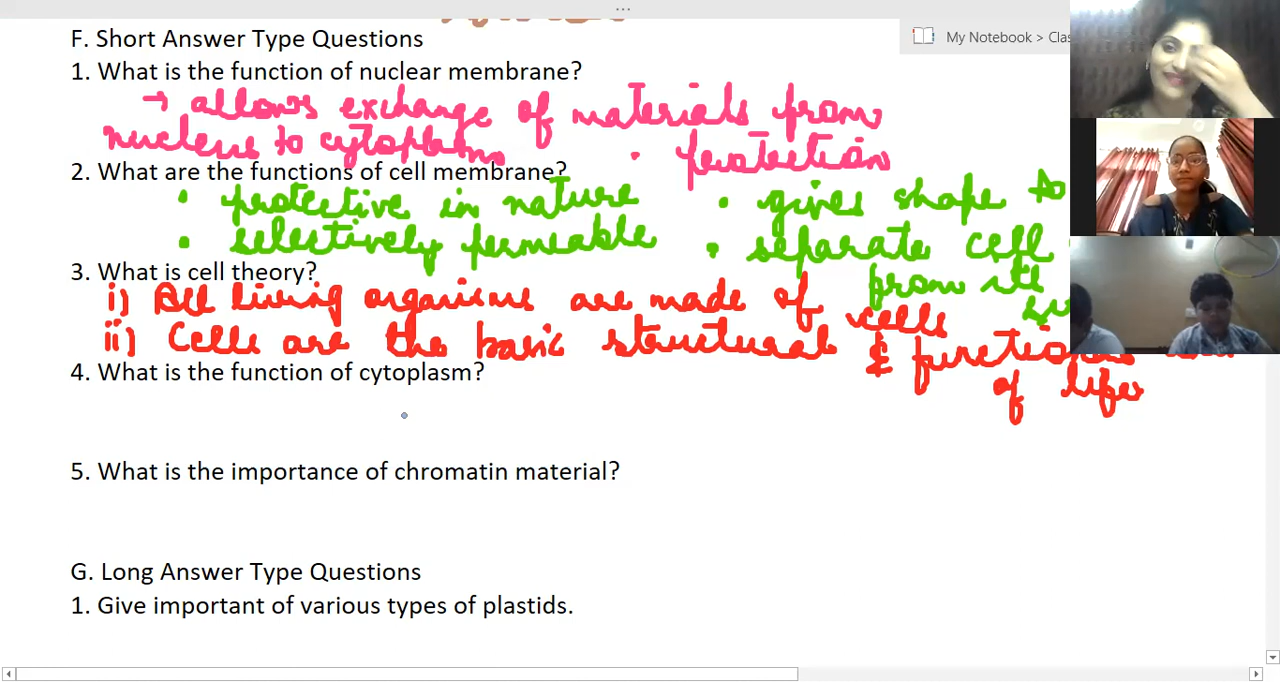 My Notebook > Clas
F. Short Answer Type Questions
1. What is the function of nuclear membrane?
→ allows exchange of materials from
nucleus to cytoplasm • protection
2. What are the functions of cell membrane?
• protective in nature • gives shape to
• selectively permeable • separate cell
from its
3. What is cell theory?
i) All living organisms are made of cells
ii) Cells are the basic structural & functional unit
of life
4. What is the function of cytoplasm?
5. What is the importance of chromatin material?
G. Long Answer Type Questions
1. Give important of various types of plastids.